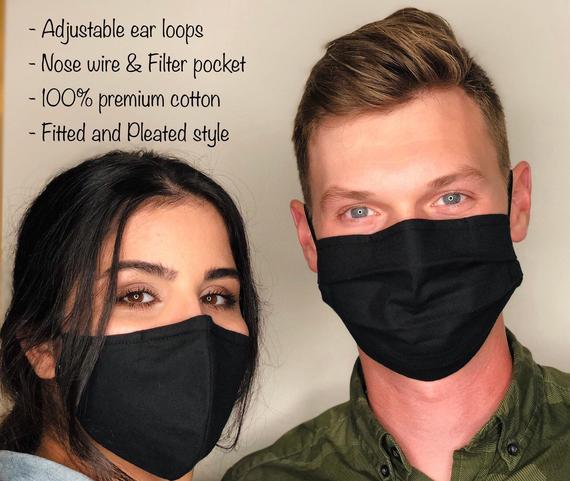 - Adjustable ear loops
- Nose wire & Filter pocket
- 100% premium cotton
- Fitted and Pleated style